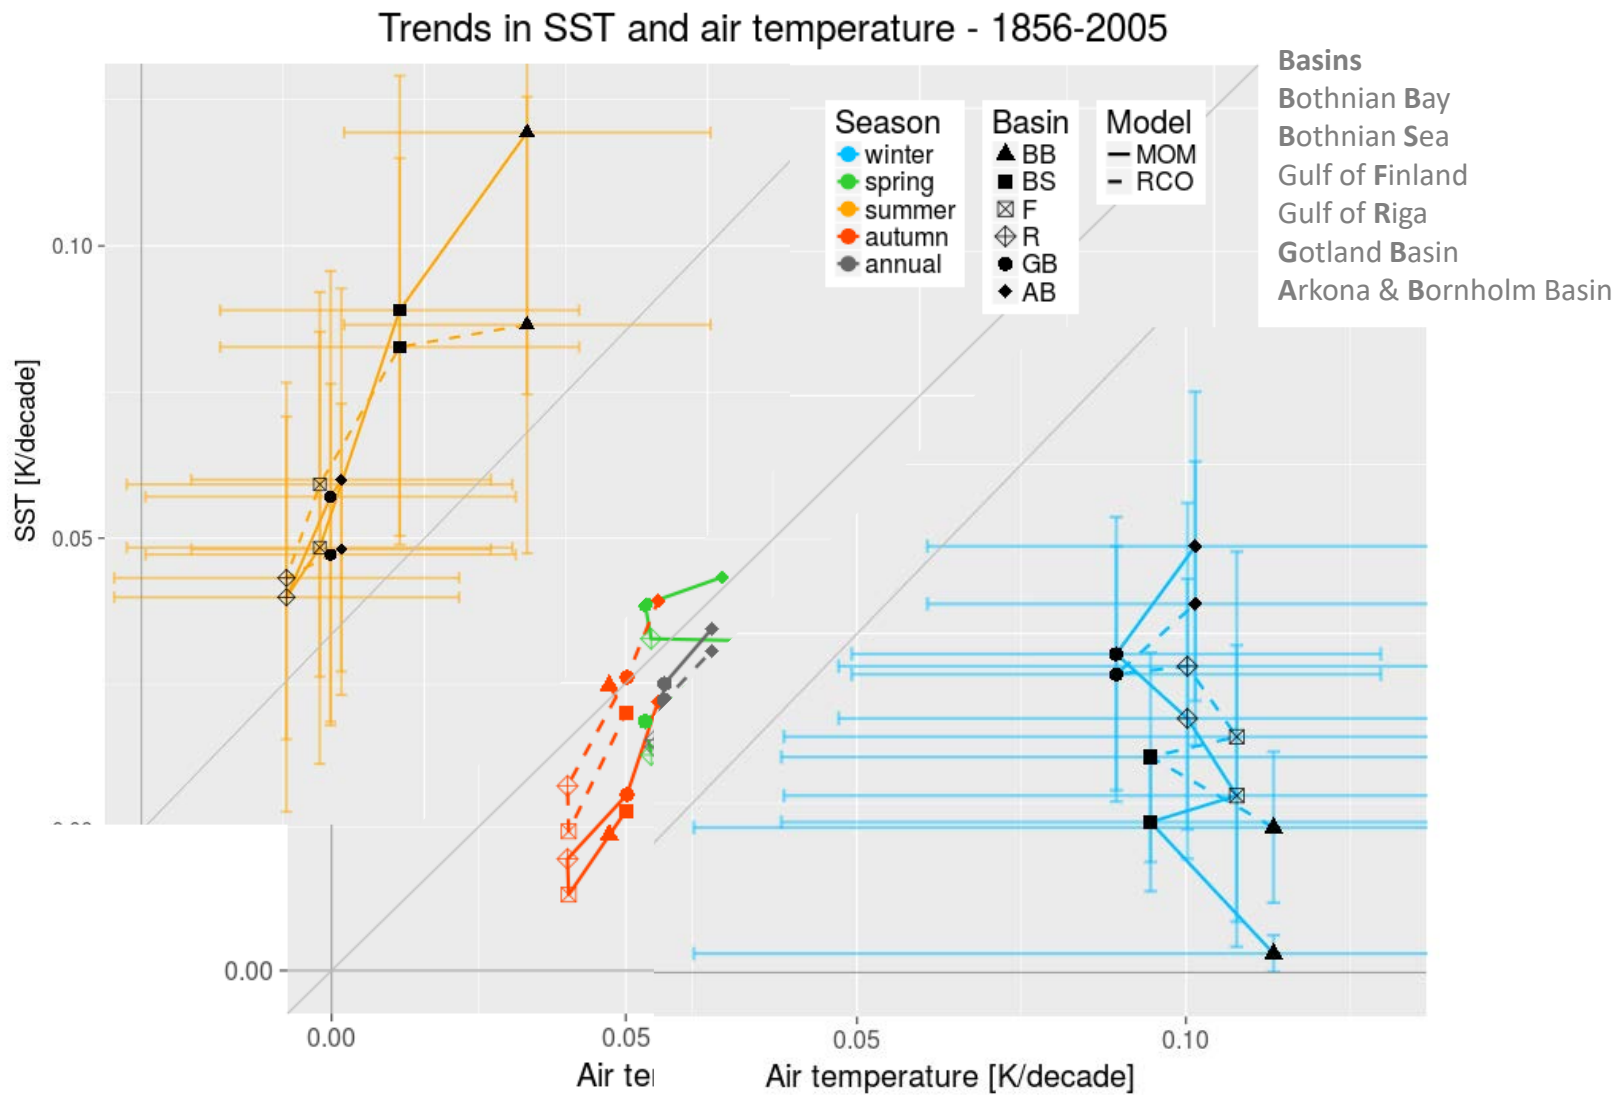 Trends in SST and air temperature - 1856-2005
Basins
Bothnian Bay
Bothnian Sea
Gulf of Finland
Gulf of Riga
Gotland Basin
Arkona & Bornholm Basin
Season
winter
spring
summer
autumn
annual
Basin
BB
BS
F
R
GB
AB
Model
MOM
RCO
SST [K/decade]
0.10
0.05
0.00
0.00
0.05
0.05
0.10
Air te
Air temperature [K/decade]